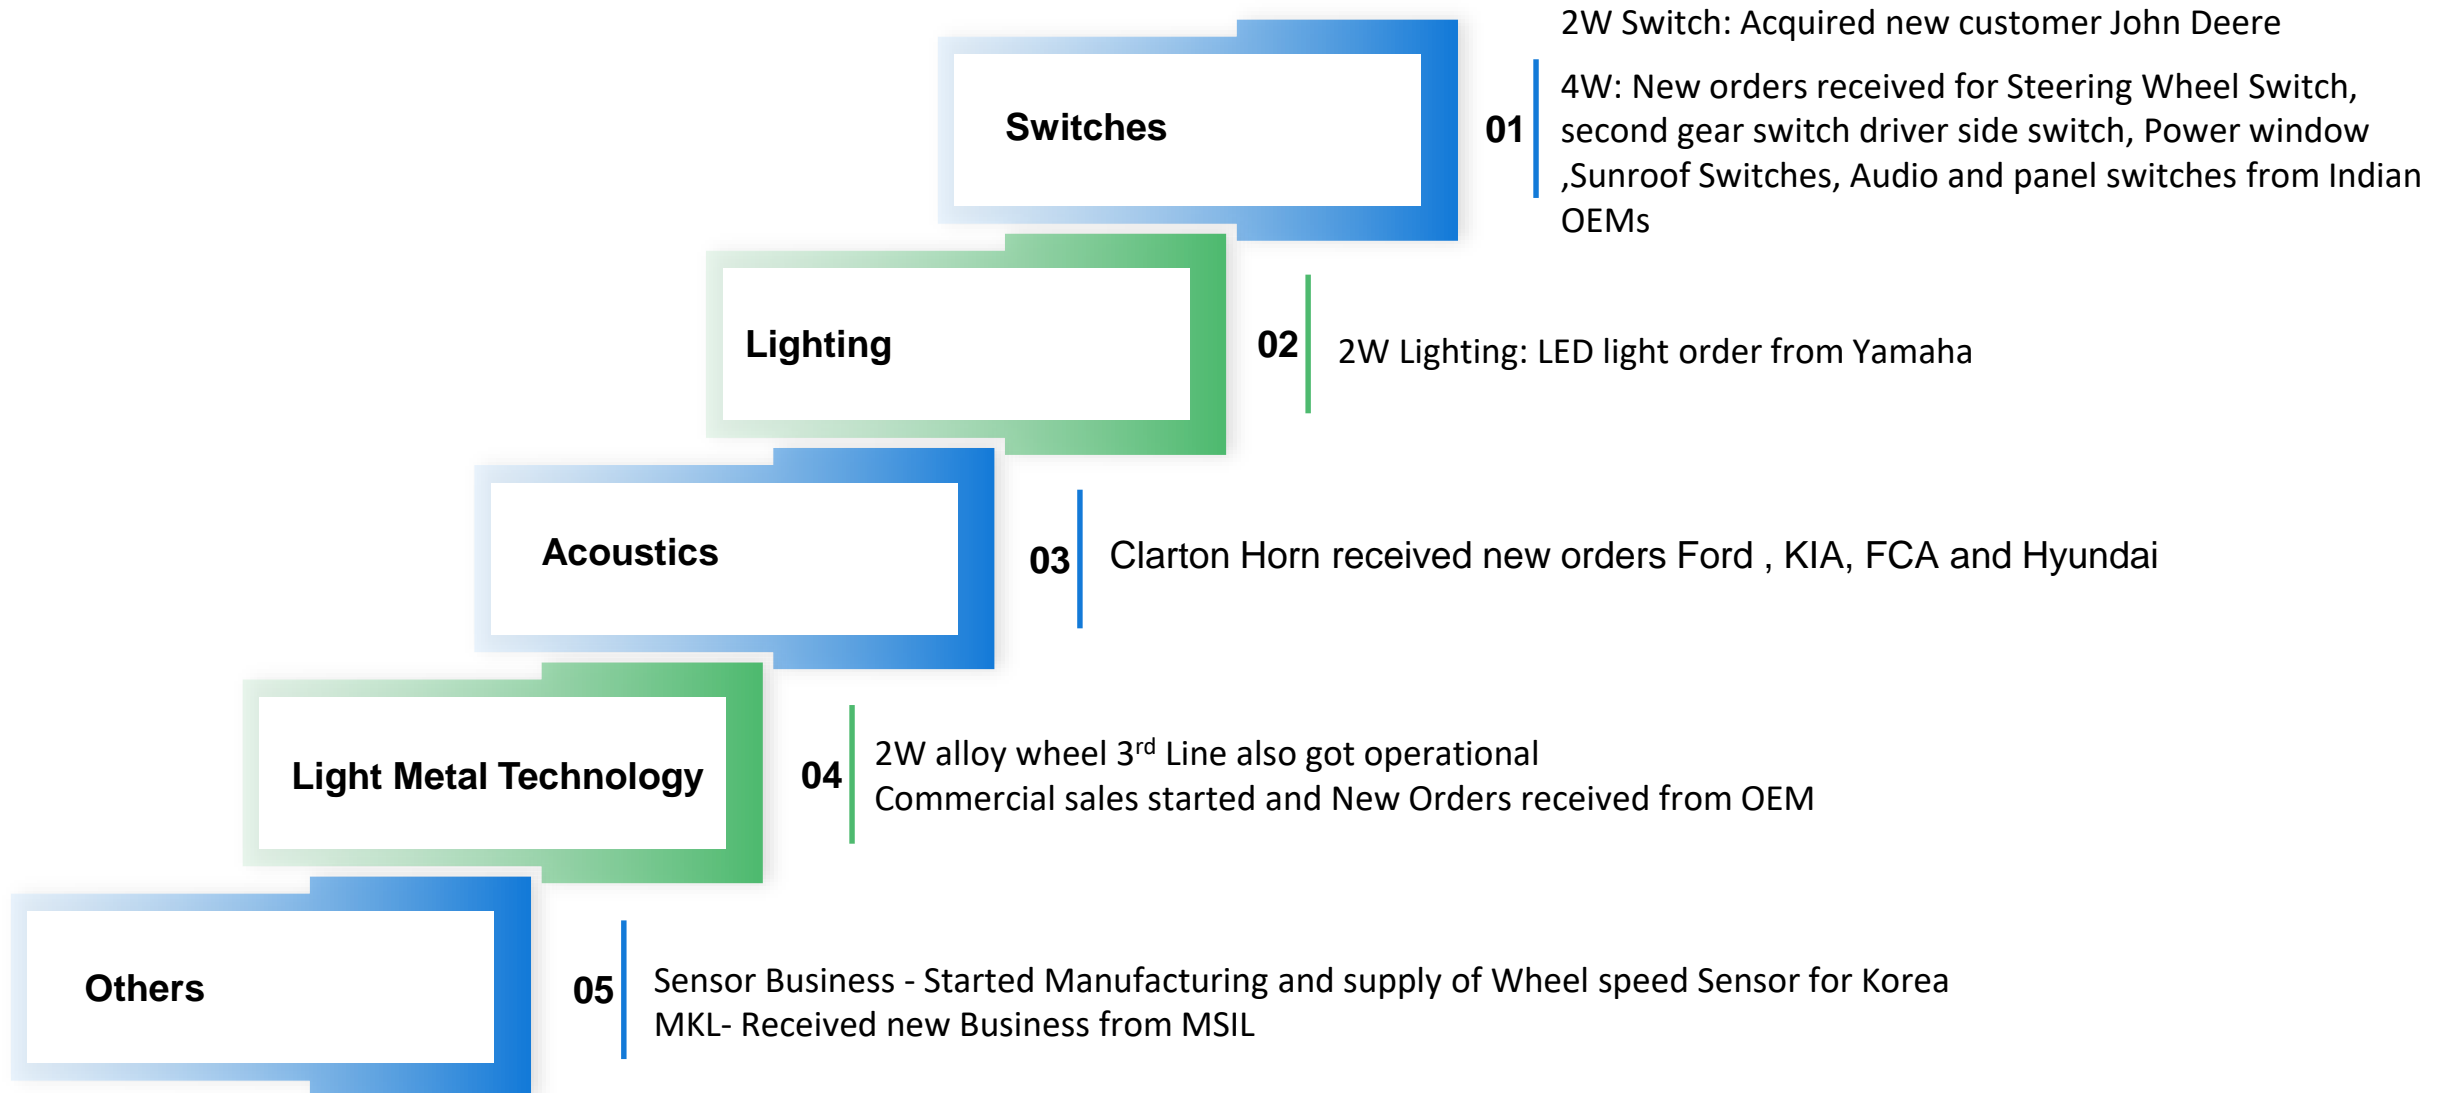 Switches
01
2W Switch: Acquired new customer John Deere
4W: New orders received for Steering Wheel Switch,
second gear switch driver side switch, Power window
,Sunroof Switches, Audio and panel switches from Indian
OEMs
Lighting
02
2W Lighting: LED light order from Yamaha
Acoustics
03
Clarton Horn received new orders Ford , KIA, FCA and Hyundai
Light Metal Technology
04
2W alloy wheel 3rd Line also got operational
Commercial sales started and New Orders received from OEM
Others
05
Sensor Business - Started Manufacturing and supply of Wheel speed Sensor for Korea
MKL- Received new Business from MSIL